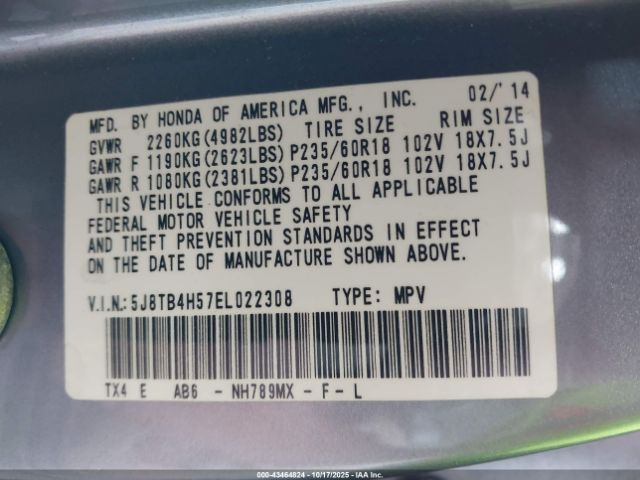 MFD. BY HONDA OF AMERICA MFG., INC. 02/'14
GVWR 2260KG(4982LBS) TIRE SIZE RIM SIZE
GAWR F 1190KG(2623LBS) P235/60R18 102V 18X7.5J
GAWR R 1080KG(2381LBS) P235/60R18 102V 18X7.5J
THIS VEHICLE CONFORMS TO ALL APPLICABLE
FEDERAL MOTOR VEHICLE SAFETY
AND THEFT PREVENTION STANDARDS IN EFFECT
ON THE DATE OF MANUFACTURE SHOWN ABOVE.
V.I.N.:5J8TB4H57EL022308 TYPE: MPV
TX4 E AB6 - NH789MX - F - L
000-43464824 | 10/17/2025 | IAA Inc.